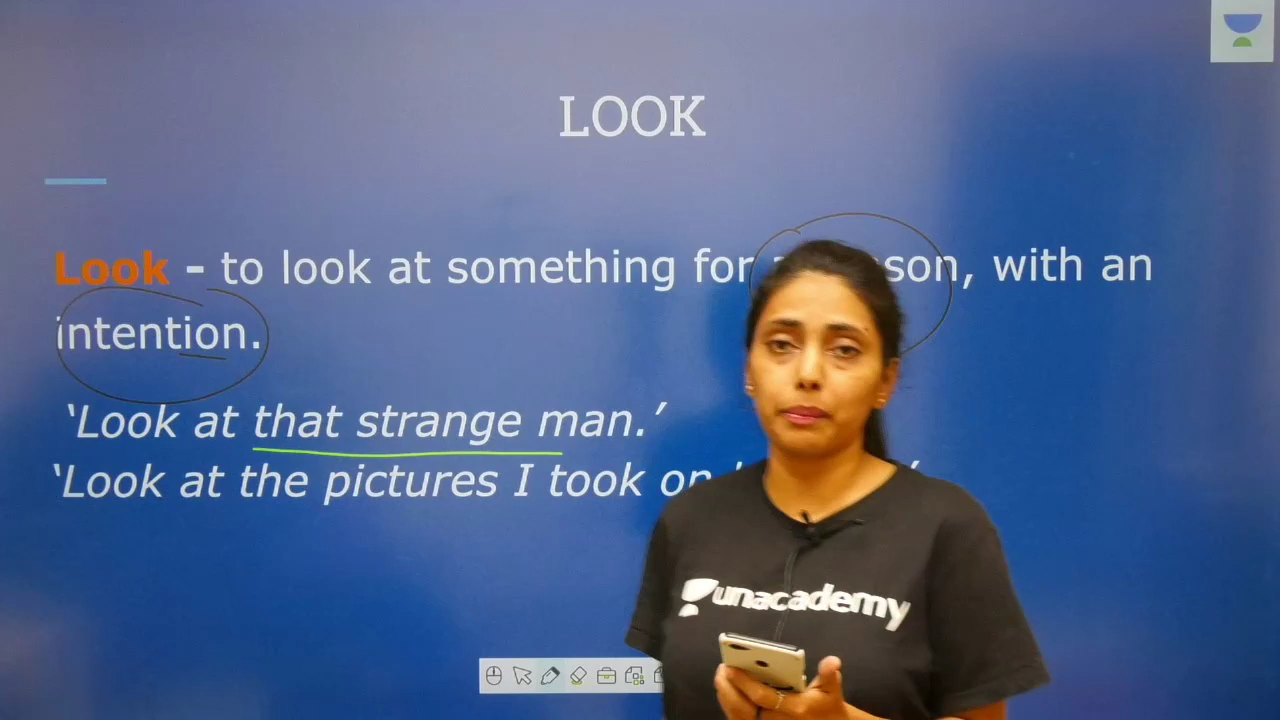 LOOK
Look - to look at something for son, with an
intention.
‘Look at that strange man.’
‘Look at the pictures I took on ’
unacademy